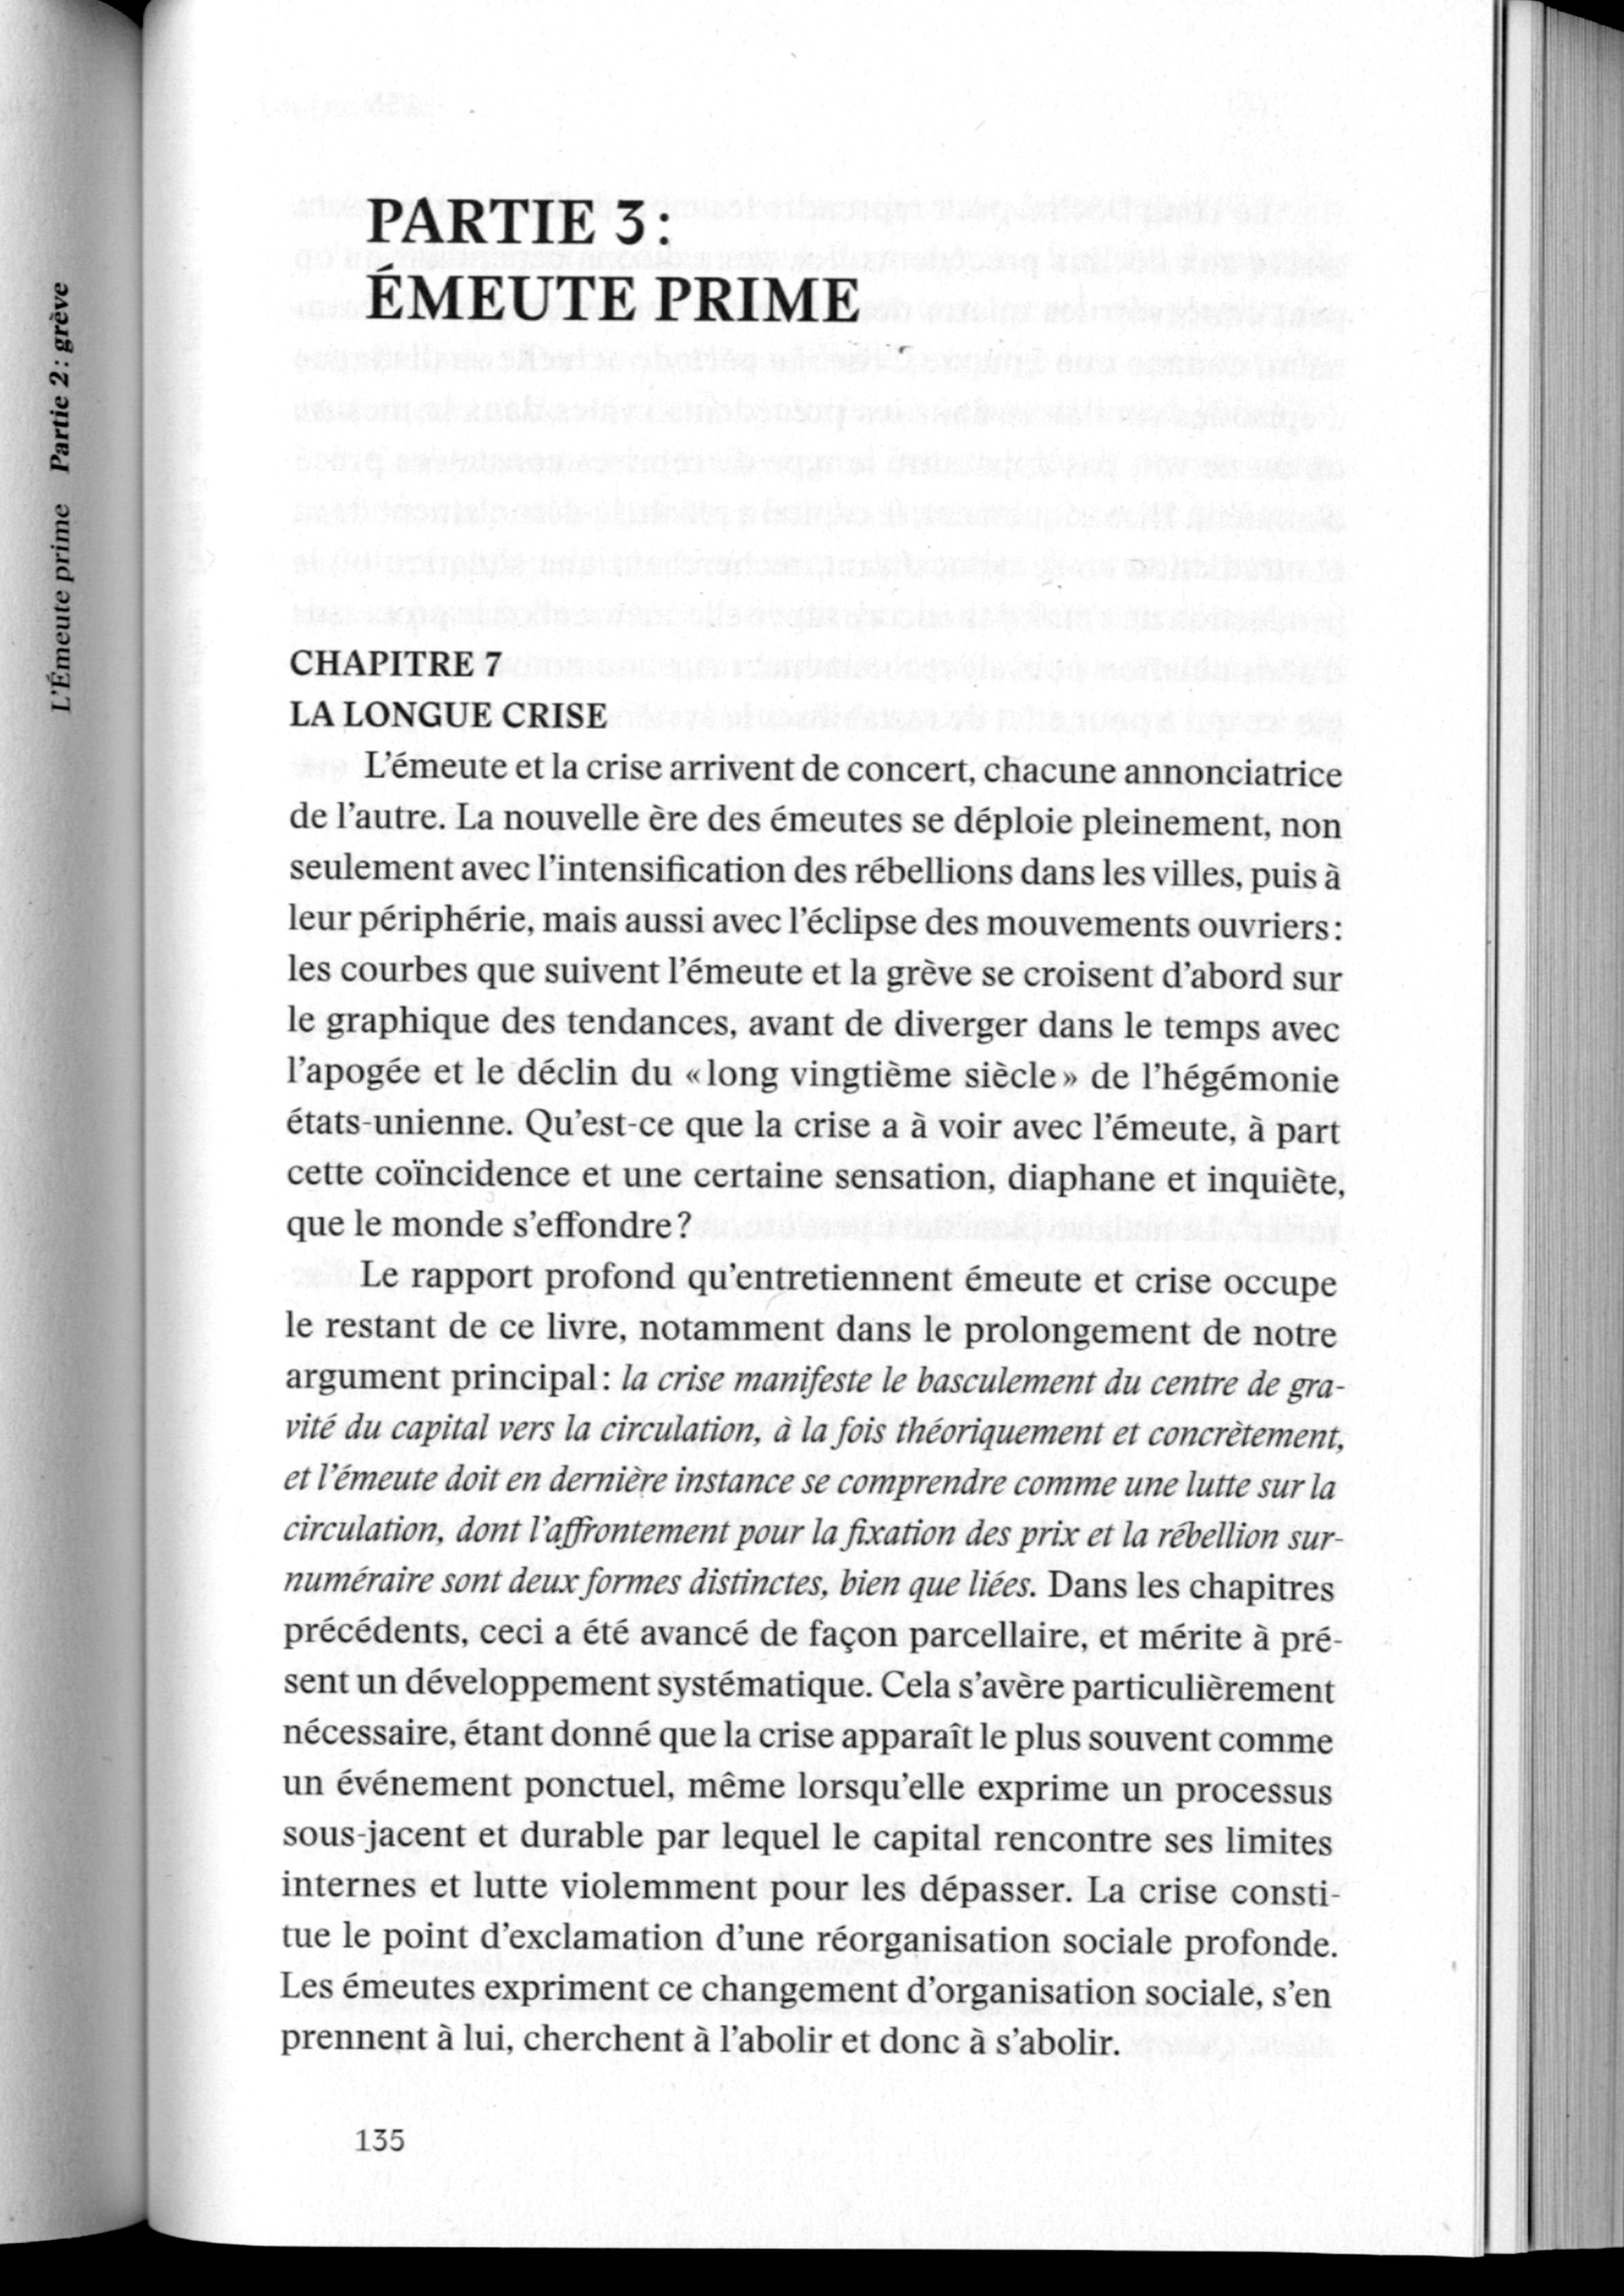 L'Émeute prime Partie 2 : grève
PARTIE 3 :
ÉMEUTE PRIME
CHAPITRE 7
LA LONGUE CRISE
L'émeute et la crise arrivent de concert, chacune annonciatrice
de l'autre. La nouvelle ère des émeutes se déploie pleinement, non
seulement avec l'intensification des rébellions dans les villes, puis à
leur périphérie, mais aussi avec l'éclipse des mouvements ouvriers :
les courbes que suivent l'émeute et la grève se croisent d'abord sur
le graphique des tendances, avant de diverger dans le temps avec
l'apogée et le déclin du « long vingtième siècle » de l'hégémonie
états-unienne. Qu'est-ce que la crise a à voir avec l'émeute, à part
cette coïncidence et une certaine sensation, diaphane et inquiète,
que le monde s'effondre ?
Le rapport profond qu'entretiennent émeute et crise occupe
le restant de ce livre, notamment dans le prolongement de notre
argument principal : la crise manifeste le basculement du centre de gra-
vité du capital vers la circulation, à la fois théoriquement et concrètement,
et l'émeute doit en dernière instance se comprendre comme une lutte sur la
circulation, dont l'affrontement pour la fixation des prix et la rébellion sur-
numéraire sont deux formes distinctes, bien que liées. Dans les chapitres
précédents, ceci a été avancé de façon parcellaire, et mérite à pré-
sent un développement systématique. Cela s'avère particulièrement
nécessaire, étant donné que la crise apparaît le plus souvent comme
un événement ponctuel, même lorsqu'elle exprime un processus
sous-jacent et durable par lequel le capital rencontre ses limites
internes et lutte violemment pour les dépasser. La crise consti-
tue le point d'exclamation d'une réorganisation sociale profonde.
Les émeutes expriment ce changement d'organisation sociale, s'en
prennent à lui, cherchent à l'abolir et donc à s'abolir.
135